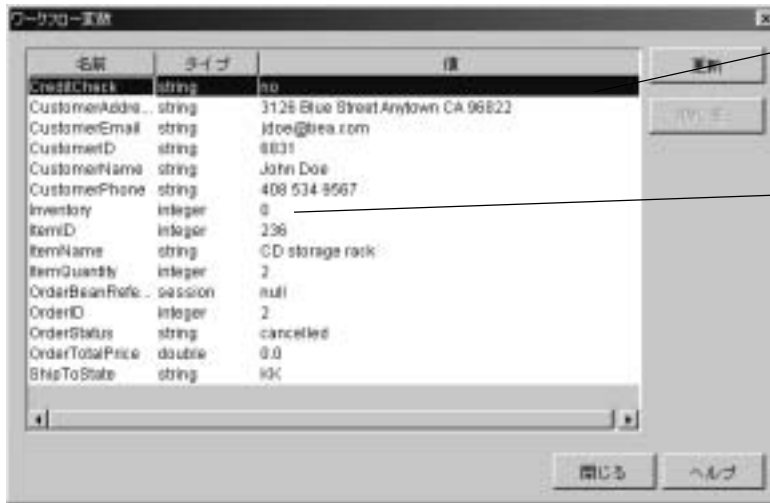 ワークフロー変数
名前 タイプ 値 更新
CreditCheck string no
CustomerAddre... string 3126 Blue Street Anytown CA 96822
CustomerEmail string jdoe@bea.com
CustomerID string 6831
CustomerName string John Doe
CustomerPhone string 408 534 9567
Inventory integer 0
ItemID integer 236
ItemName string CD storage rack
ItemQuantity integer 2
OrderBeanRefe... session null
OrderID integer 2
OrderStatus string cancelled
OrderTotalPrice double 0.0
ShipToState string KK
閉じる ヘルプ